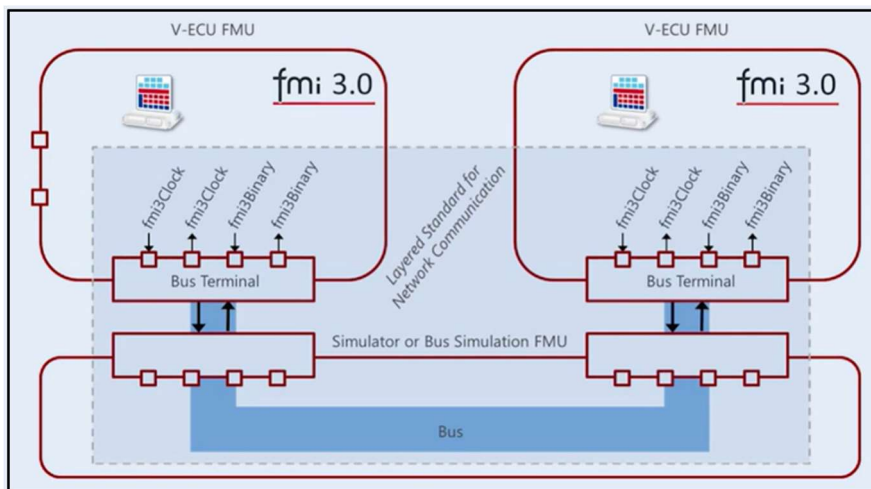 V-ECU FMU
V-ECU FMU
fmi 3.0
fmi 3.0
fmi3Clock
fmi3Clock
fmi3Binary
fmi3Binary
Layered Standard for
Network Communication
fmi3Clock
fmi3Clock
fmi3Binary
fmi3Binary
Bus Terminal
Bus Terminal
Simulator or Bus Simulation FMU
Bus